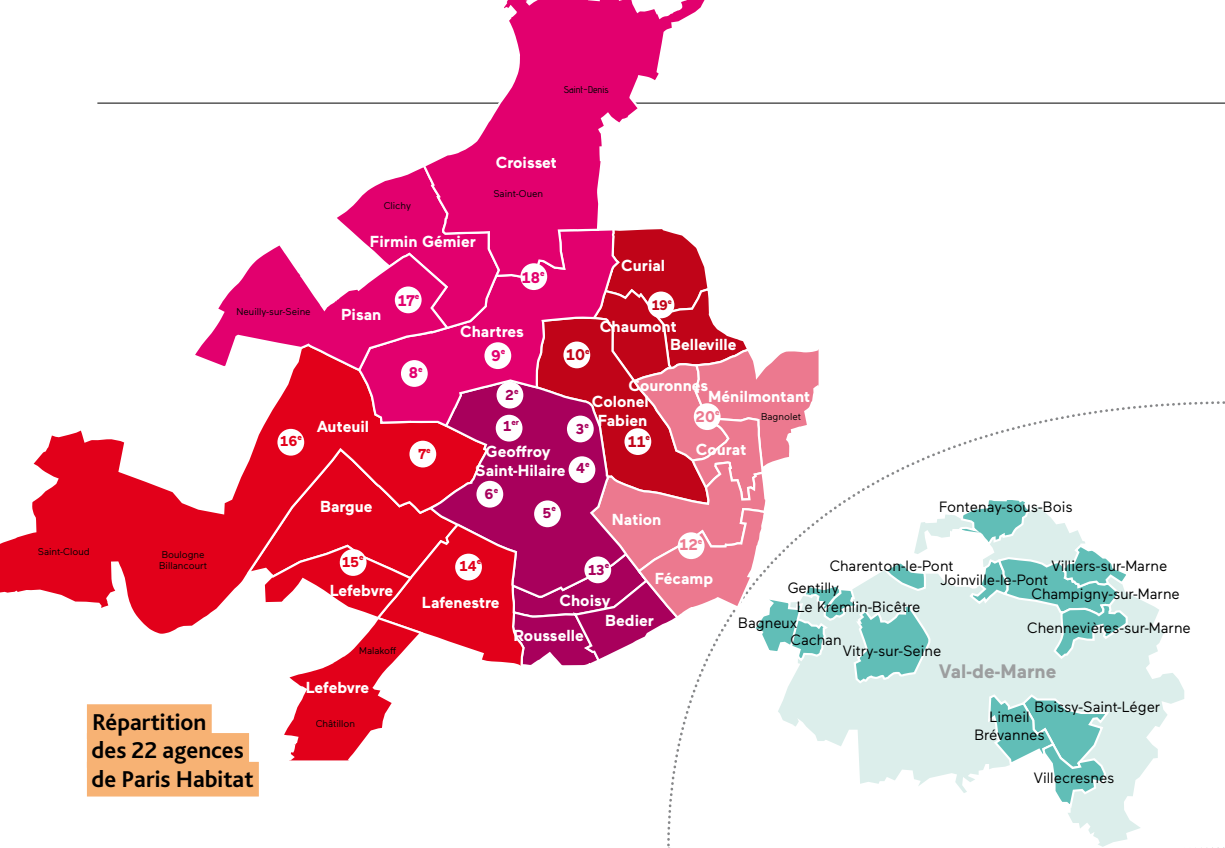 Saint-Denis
Croisset
Saint-Ouen
Clichy
Firmin Gémier
18e
Curial
Neuilly-sur-Seine
Pisan
17e
19e
Chaumont
Chartres
Belleville
9e
10e
8e
Couronnes
Ménilmontant
2e
Colonel
Fabien
20e
Bagnolet
1er
3e
11e
Auteuil
16e
7e
Courat
Geoffroy
Saint-Hilaire
4e
6e
5e
Bargue
Nation
12e
Saint-Cloud
Boulogne
Billancourt
15e
14e
13e
Fécamp
Lefebvre
Lafenestre
Choisy
Bedier
Rousselle
Malakoff
Lefebvre
Châtillon
Répartition
des 22 agences
de Paris Habitat
Fontenay-sous-Bois
Charenton-le-Pont
Villiers-sur-Marne
Joinville-le-Pont
Gentilly
Champigny-sur-Marne
Le Kremlin-Bicêtre
Bagneux
Chennevières-sur-Marne
Cachan
Vitry-sur-Seine
Val-de-Marne
Boissy-Saint-Léger
Limeil
Brévannes
Villecresnes